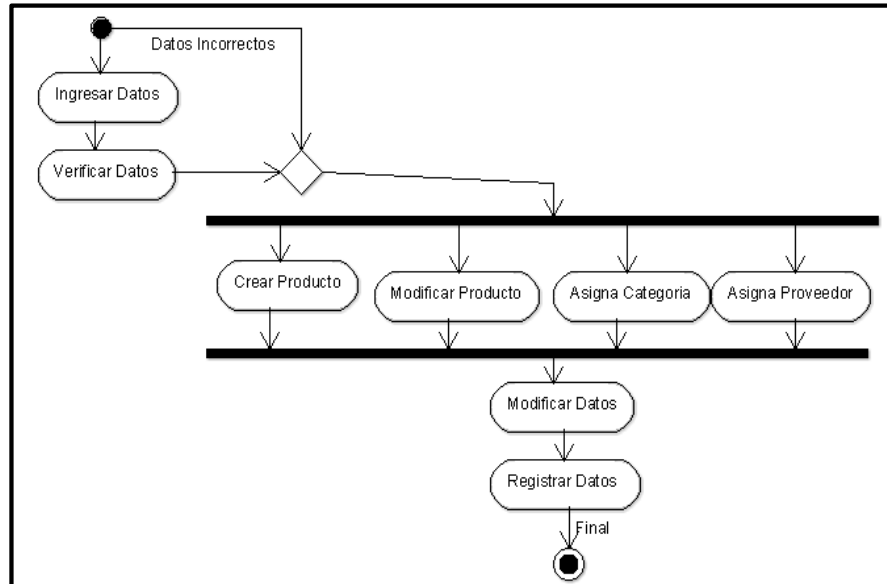 Datos Incorrectos
Ingresar Datos
Verificar Datos
Crear Producto
Modificar Producto
Asigna Categoria
Asigna Proveedor
Modificar Datos
Registrar Datos
Final